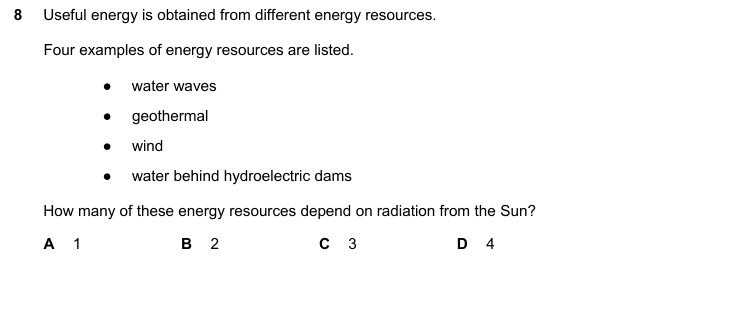 8 Useful energy is obtained from different energy resources.
Four examples of energy resources are listed.
● water waves
● geothermal
● wind
● water behind hydroelectric dams
How many of these energy resources depend on radiation from the Sun?
A 1 B 2 C 3 D 4